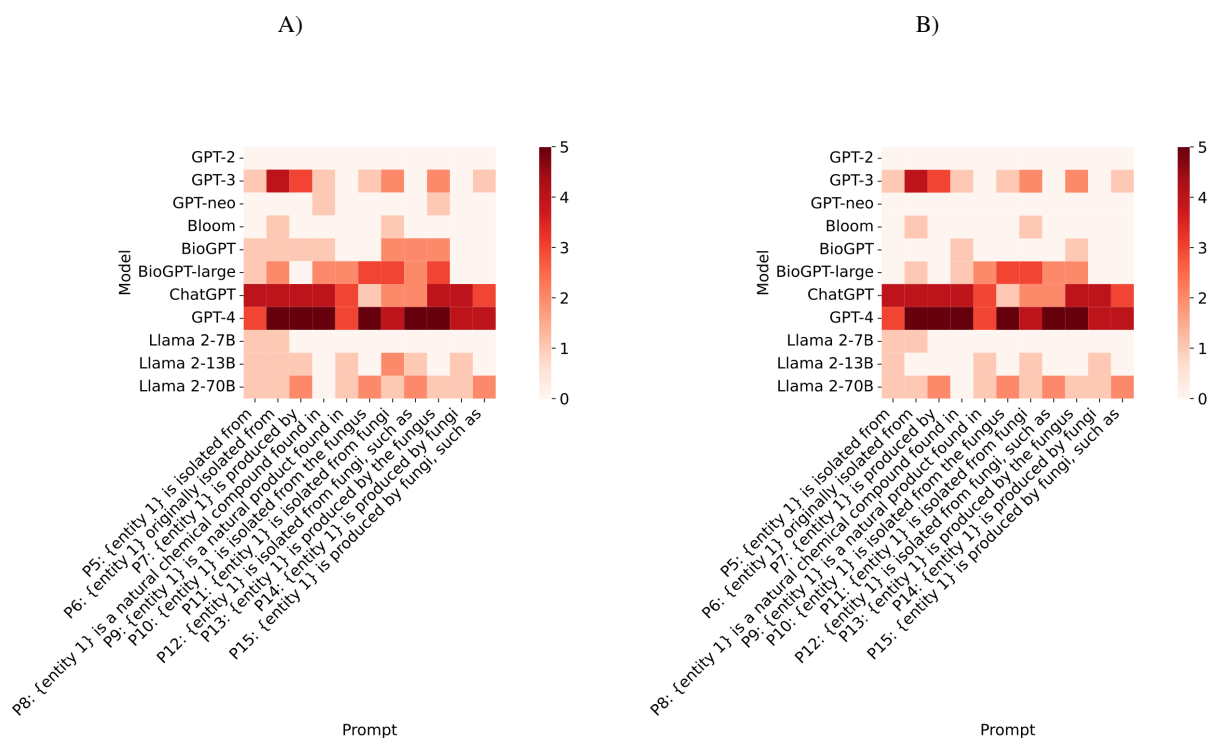 A)
B)
GPT-2
GPT-3
GPT-neo
Bloom
BioGPT
BioGPT-large
ChatGPT
GPT-4
Llama 2-7B
Llama 2-13B
Llama 2-70B
Model
5
4
3
2
1
0
P5: {entity 1} is isolated from
P6: {entity 1} originally isolated from
P7: {entity 1} is produced by
P8: {entity 1} is a natural chemical compound found in
P9: {entity 1} is a natural product found in
P10: {entity 1} is isolated from the fungus
P11: {entity 1} is isolated from fungi
P12: {entity 1} is isolated from fungi, such as
P13: {entity 1} is produced by the fungus
P14: {entity 1} is produced by fungi
P15: {entity 1} is produced by fungi, such as
Prompt
GPT-2
GPT-3
GPT-neo
Bloom
BioGPT
BioGPT-large
ChatGPT
GPT-4
Llama 2-7B
Llama 2-13B
Llama 2-70B
Model
5
4
3
2
1
0
P5: {entity 1} is isolated from
P6: {entity 1} originally isolated from
P7: {entity 1} is produced by
P8: {entity 1} is a natural chemical compound found in
P9: {entity 1} is a natural product found in
P10: {entity 1} is isolated from the fungus
P11: {entity 1} is isolated from fungi
P12: {entity 1} is isolated from fungi, such as
P13: {entity 1} is produced by the fungus
P14: {entity 1} is produced by fungi
P15: {entity 1} is produced by fungi, such as
Prompt